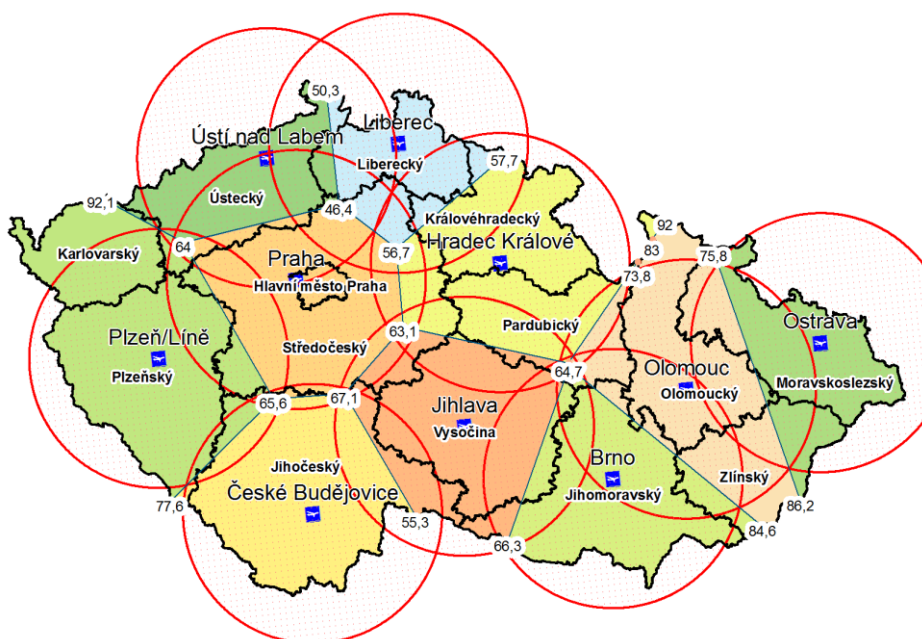 50,3
Liberec
Ústí nad Labem
Liberecký
57,7
Ústecký
92,1
46,4
Královéhradecký
92
Karlovarský
64
56,7
Hradec Králové
83
75,8
Praha
73,8
Hlavní město Praha
Ostrava
Plzeň/Líně
63,1
Pardubický
Středočeský
Plzeňský
64,7
Olomouc
Moravskoslezský
Olomoucký
65,6
67,1
Jihlava
Vysočina
Brno
Jihočeský
Zlínský
České Budějovice
Jihomoravský
77,6
55,3
86,2
84,6
66,3